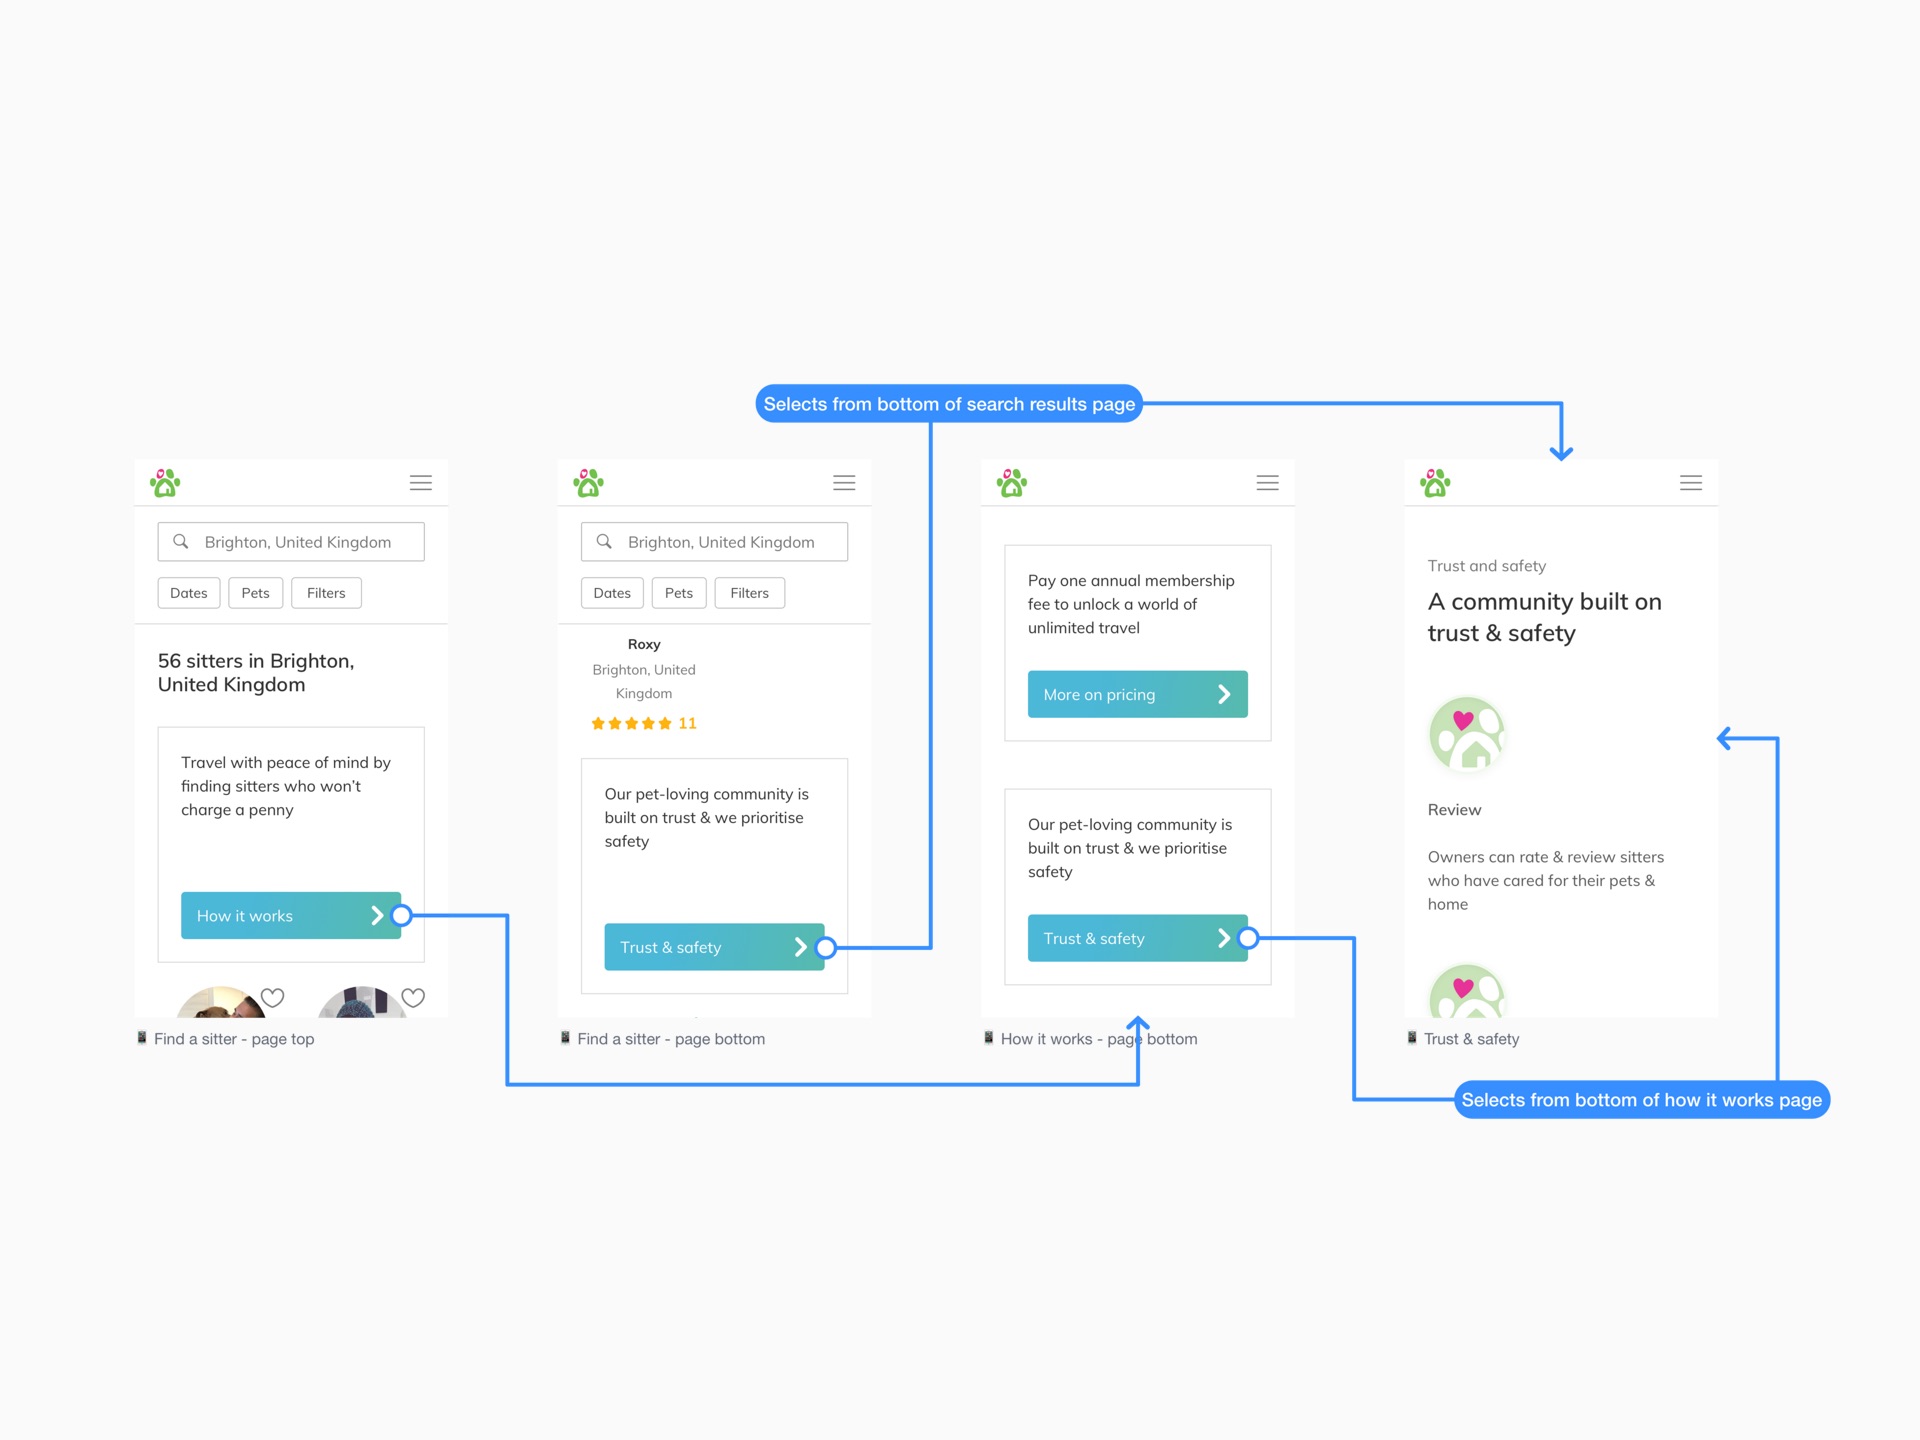 Selects from bottom of search results page
Brighton, United Kingdom
Dates
Pets
Filters
56 sitters in Brighton,
United Kingdom
Travel with peace of mind by
finding sitters who won't
charge a penny
How it works
Find a sitter - page top
Brighton, United Kingdom
Dates
Pets
Filters
Roxy
Brighton, United
Kingdom
11
Our pet-loving community is
built on trust & we prioritise
safety
Trust & safety
Find a sitter - page bottom
Pay one annual membership
fee to unlock a world of
unlimited travel
More on pricing
Our pet-loving community is
built on trust & we prioritise
safety
Trust & safety
How it works - page bottom
Trust and safety
A community built on
trust & safety
Review
Owners can rate & review sitters
who have cared for their pets &
home
Trust & safety
Selects from bottom of how it works page